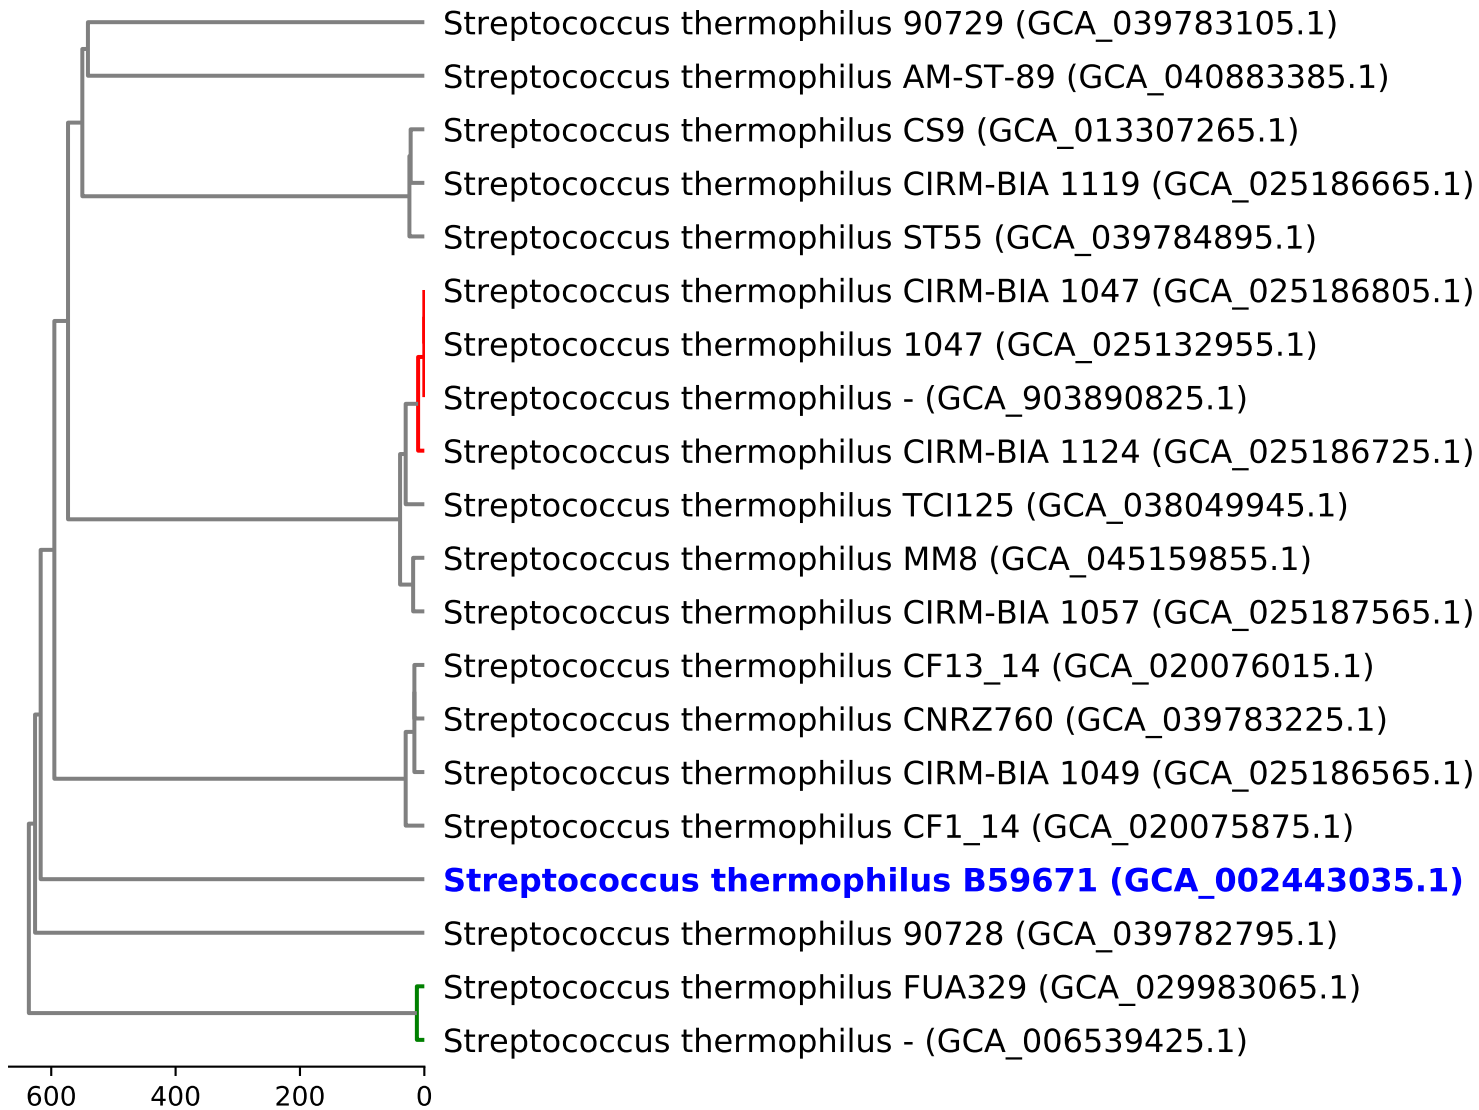 Streptococcus thermophilus 90729 (GCA_039783105.1)
Streptococcus thermophilus AM-ST-89 (GCA_040883385.1)
Streptococcus thermophilus CS9 (GCA_013307265.1)
Streptococcus thermophilus CIRM-BIA 1119 (GCA_025186665.1)
Streptococcus thermophilus ST55 (GCA_039784895.1)
Streptococcus thermophilus CIRM-BIA 1047 (GCA_025186805.1)
Streptococcus thermophilus 1047 (GCA_025132955.1)
Streptococcus thermophilus - (GCA_903890825.1)
Streptococcus thermophilus CIRM-BIA 1124 (GCA_025186725.1)
Streptococcus thermophilus TCI125 (GCA_038049945.1)
Streptococcus thermophilus MM8 (GCA_045159855.1)
Streptococcus thermophilus CIRM-BIA 1057 (GCA_025187565.1)
Streptococcus thermophilus CF13_14 (GCA_020076015.1)
Streptococcus thermophilus CNRZ760 (GCA_039783225.1)
Streptococcus thermophilus CIRM-BIA 1049 (GCA_025186565.1)
Streptococcus thermophilus CF1_14 (GCA_020075875.1)
Streptococcus thermophilus B59671 (GCA_002443035.1)
Streptococcus thermophilus 90728 (GCA_039782795.1)
Streptococcus thermophilus FUA329 (GCA_029983065.1)
Streptococcus thermophilus - (GCA_006539425.1)
600 400 200 0